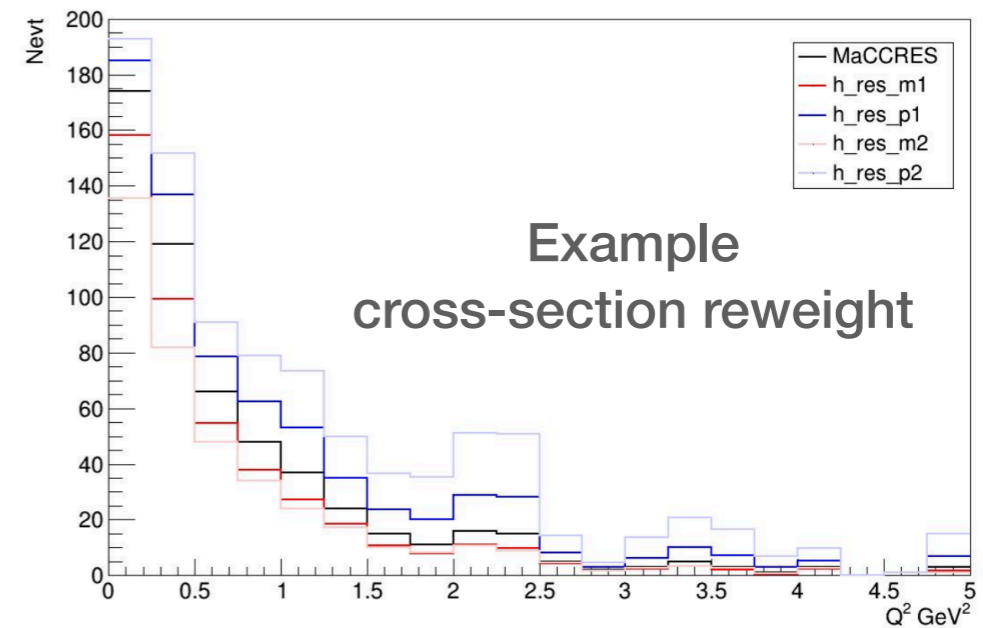 Nevt
200
180
160
140
120
100
80
60
40
20
0
MaCCRES
h_res_m1
h_res_p1
h_res_m2
h_res_p2
Example
cross-section reweight
0 0.5 1 1.5 2 2.5 3 3.5 4 4.5 5
Q² GeV²